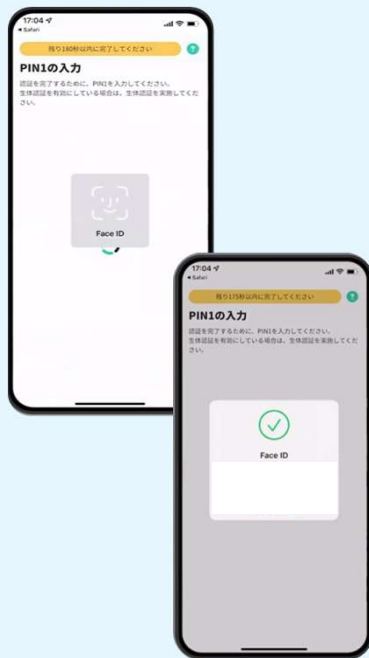 17:04
◀ Safari
残り180秒以内に完了してください
?
PIN1の入力
認証を完了するために、PIN1を入力してください。
生体認証を有効にしている場合は、生体認証を実施してくだ
さい。
Face ID
17:04
◀ Safari
残り175秒以内に完了してください
?
PIN1の入力
認証を完了するために、PIN1を入力してください。
生体認証を有効にしている場合は、生体認証を実施してくだ
さい。
Face ID